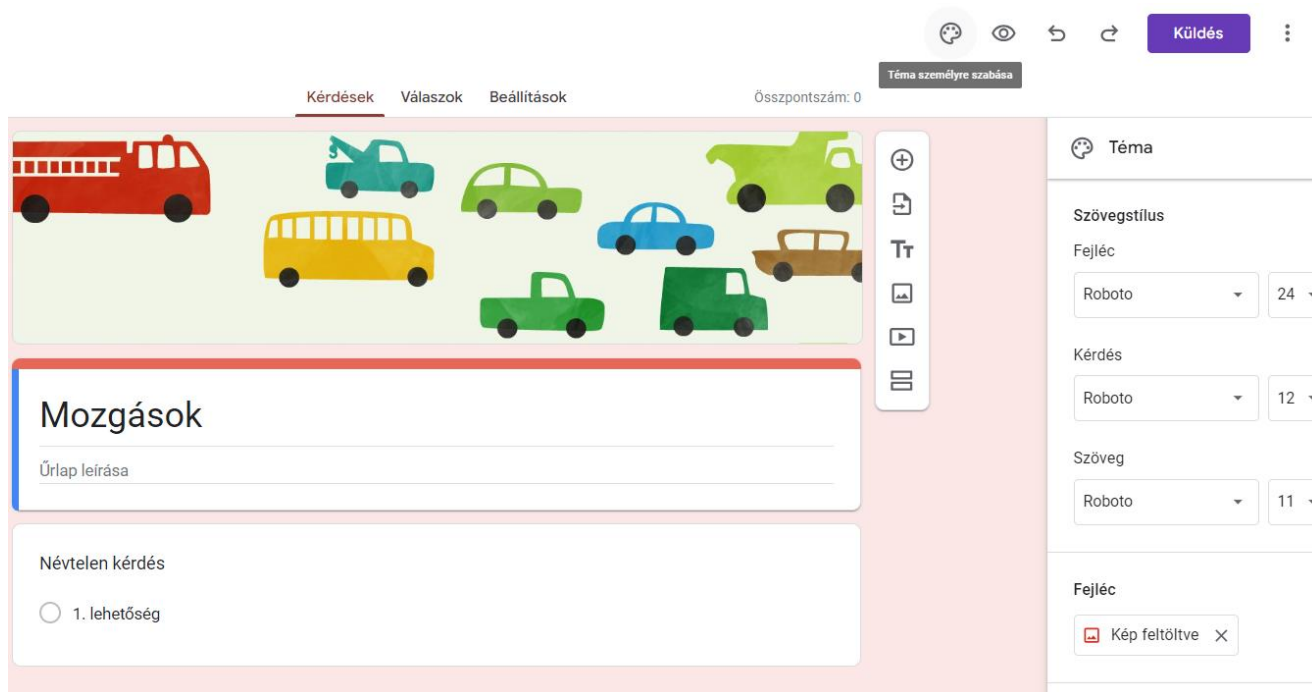 Küldés
Téma személyre szabása
Kérdések Válaszok Beállítások Összpontszám: 0
Téma
Szövegstílus
Fejléc
Roboto 24
Kérdés
Roboto 12
Szöveg
Roboto 11
Fejléc
Kép feltöltve
Mozgások
Űrlap leírása
Névtelen kérdés
1. lehetőség